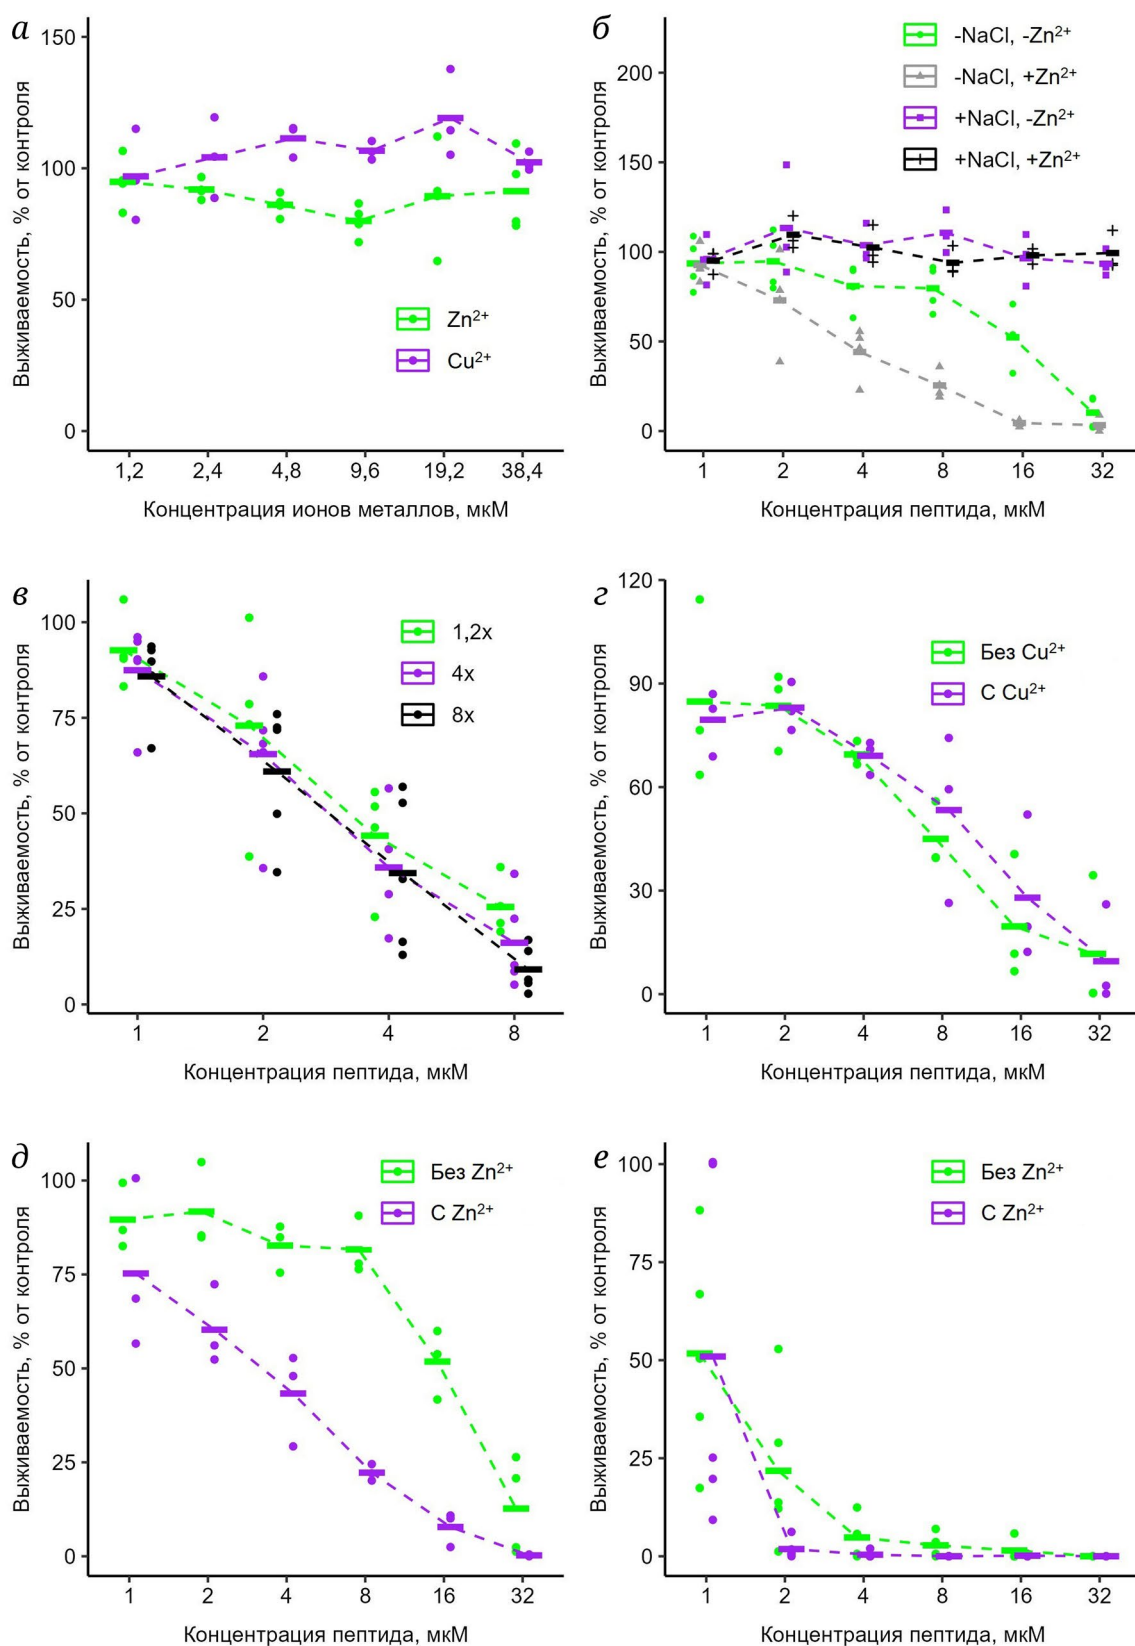 а
150
100
50
0
Выживаемость, % от контроля
Zn2+
Cu2+
1,2 2,4 4,8 9,6 19,2 38,4
Концентрация ионов металлов, мкМ
б
200
150
100
50
0
Выживаемость, % от контроля
-NaCl, -Zn2+
-NaCl, +Zn2+
+NaCl, -Zn2+
+NaCl, +Zn2+
1 2 4 8 16 32
Концентрация пептида, мкМ
в
100
75
50
25
0
Выживаемость, % от контроля
1,2x
4x
8x
1 2 4 8
Концентрация пептида, мкМ
г
120
90
60
30
0
Выживаемость, % от контроля
Без Cu2+
С Cu2+
1 2 4 8 16 32
Концентрация пептида, мкМ
д
100
75
50
25
0
Выживаемость, % от контроля
Без Zn2+
С Zn2+
1 2 4 8 16 32
Концентрация пептида, мкМ
е
100
75
50
25
0
Выживаемость, % от контроля
Без Zn2+
С Zn2+
1 2 4 8 16 32
Концентрация пептида, мкМ